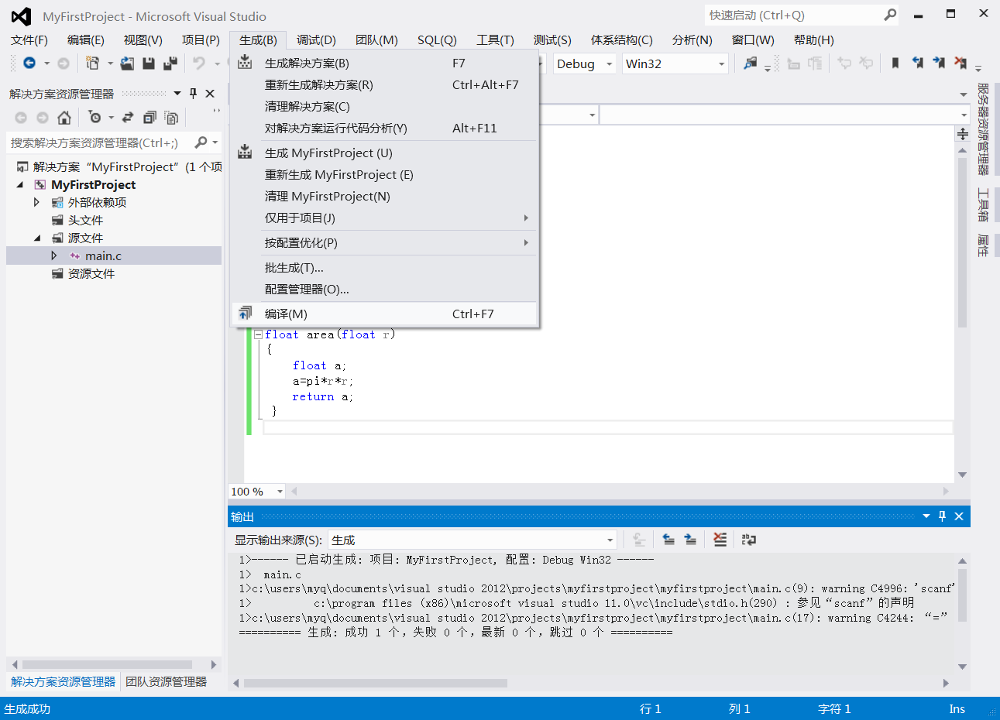 MyFirstProject - Microsoft Visual Studio
快速启动 (Ctrl+Q)
文件(F) 编辑(E) 视图(V) 项目(P) 生成(B) 调试(D) 团队(M) SQL(Q) 工具(T) 测试(S) 体系结构(C) 分析(N) 窗口(W) 帮助(H)
Debug Win32
生成解决方案(B) F7
重新生成解决方案(R) Ctrl+Alt+F7
清理解决方案(C)
对解决方案运行代码分析(Y) Alt+F11
生成 MyFirstProject (U)
重新生成 MyFirstProject (E)
清理 MyFirstProject(N)
仅用于项目(J)
按配置优化(P)
批生成(T)...
配置管理器(O)...
编译(M) Ctrl+F7
解决方案资源管理器
搜索解决方案资源管理器(Ctrl+;)
解决方案“MyFirstProject”(1 个项
MyFirstProject
外部依赖项
头文件
源文件
main.c
资源文件
解决方案资源管理器 团队资源管理器
float area(float r)
{
float a;
a=pi*r*r;
return a;
}
100 %
服务器资源管理器
工具箱
属性
输出
显示输出来源(S): 生成
1>------ 已启动生成: 项目: MyFirstProject, 配置: Debug Win32 ------
1>  main.c
1>c:\users\myq\documents\visual studio 2012\projects\myfirstproject\myfirstproject\main.c(9): warning C4996: 'scanf'
1>          c:\program files (x86)\microsoft visual studio 11.0\vc\include\stdio.h(290) : 参见“scanf”的声明
1>c:\users\myq\documents\visual studio 2012\projects\myfirstproject\myfirstproject\main.c(17): warning C4244: “=”
========== 生成: 成功 1 个，失败 0 个，最新 0 个，跳过 0 个 ==========
生成成功 行 1 列 1 字符 1 Ins